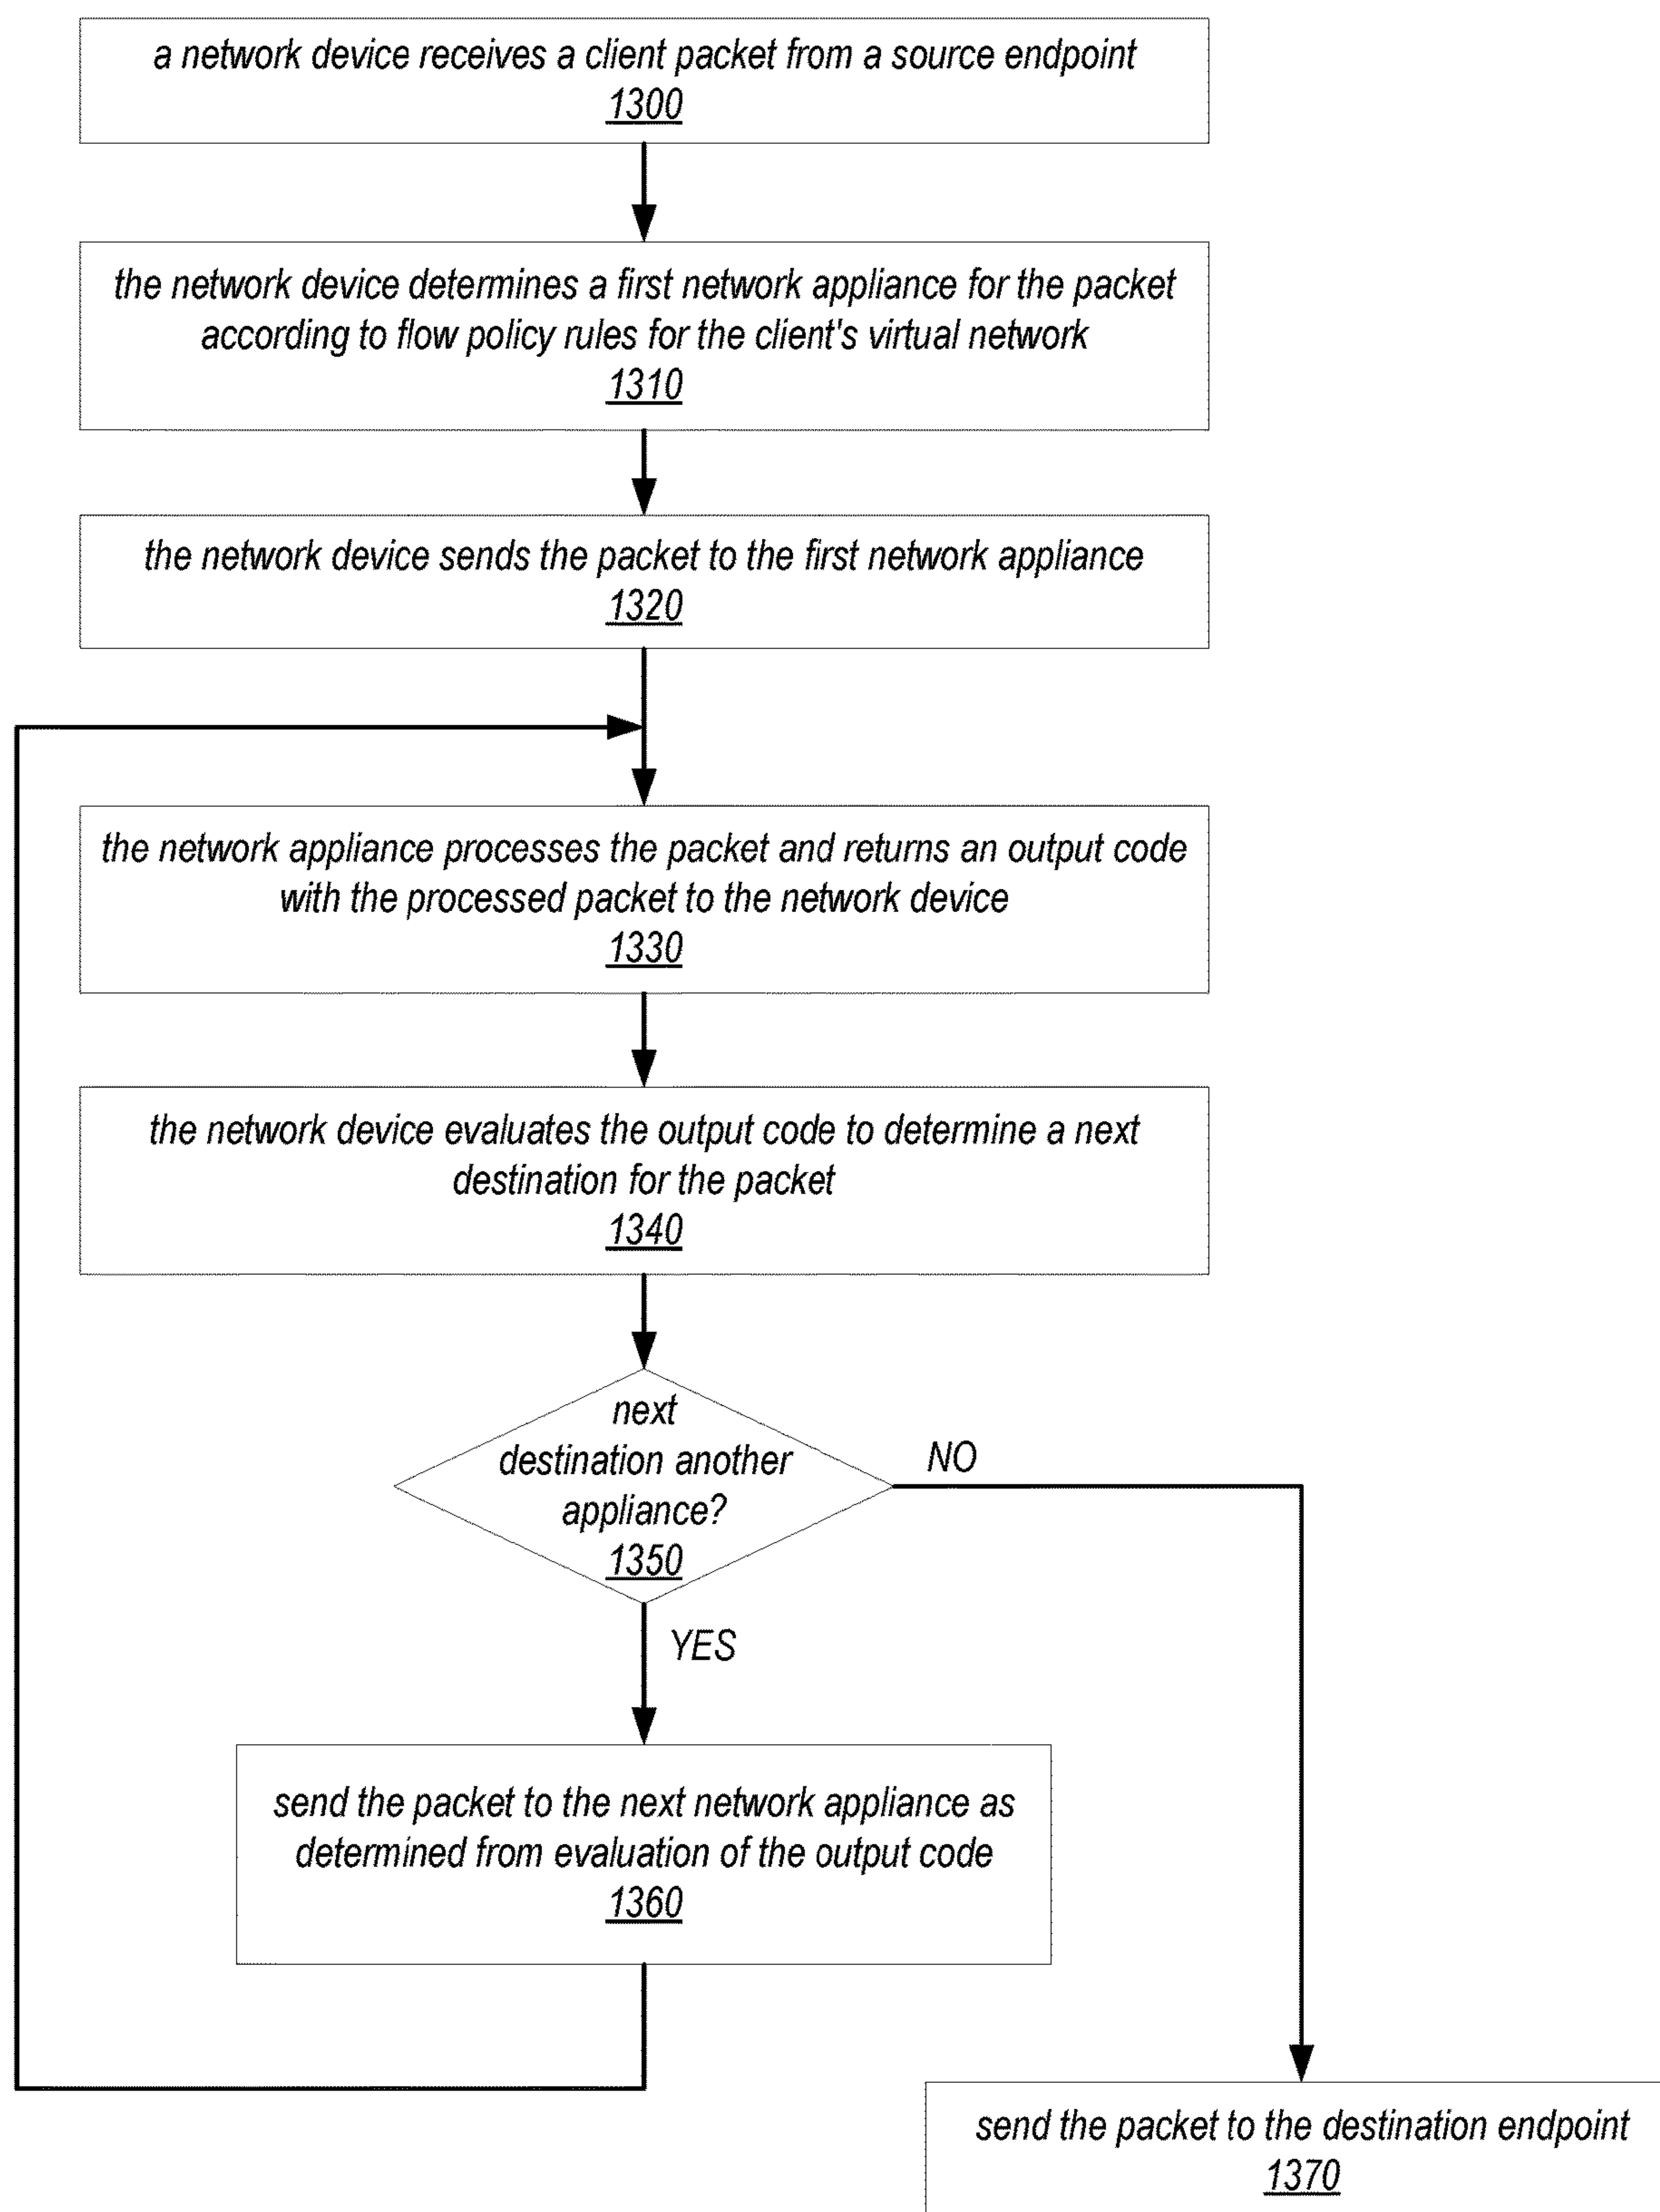 a network device receives a client packet from a source endpoint
1300
the network device determines a first network appliance for the packet
according to flow policy rules for the client's virtual network
1310
the network device sends the packet to the first network appliance
1320
the network appliance processes the packet and returns an output code
with the processed packet to the network device
1330
the network device evaluates the output code to determine a next
destination for the packet
1340
next
destination another
appliance?
1350
NO
YES
send the packet to the next network appliance as
determined from evaluation of the output code
1360
send the packet to the destination endpoint
1370